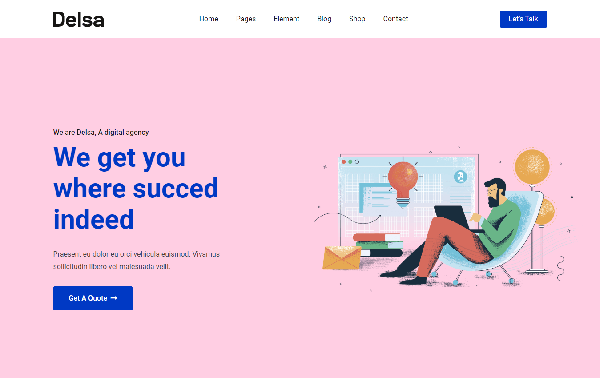 Delsa
Home Pages Element Blog Shop Contact
Let's Talk
We are Delsa, A digital agency
We get you
where succed
indeed
Praesent eu dolor eu orci vehicula euismod. Vivamus
sollicitudin libero vel malesuada velit.
Get A Quote →